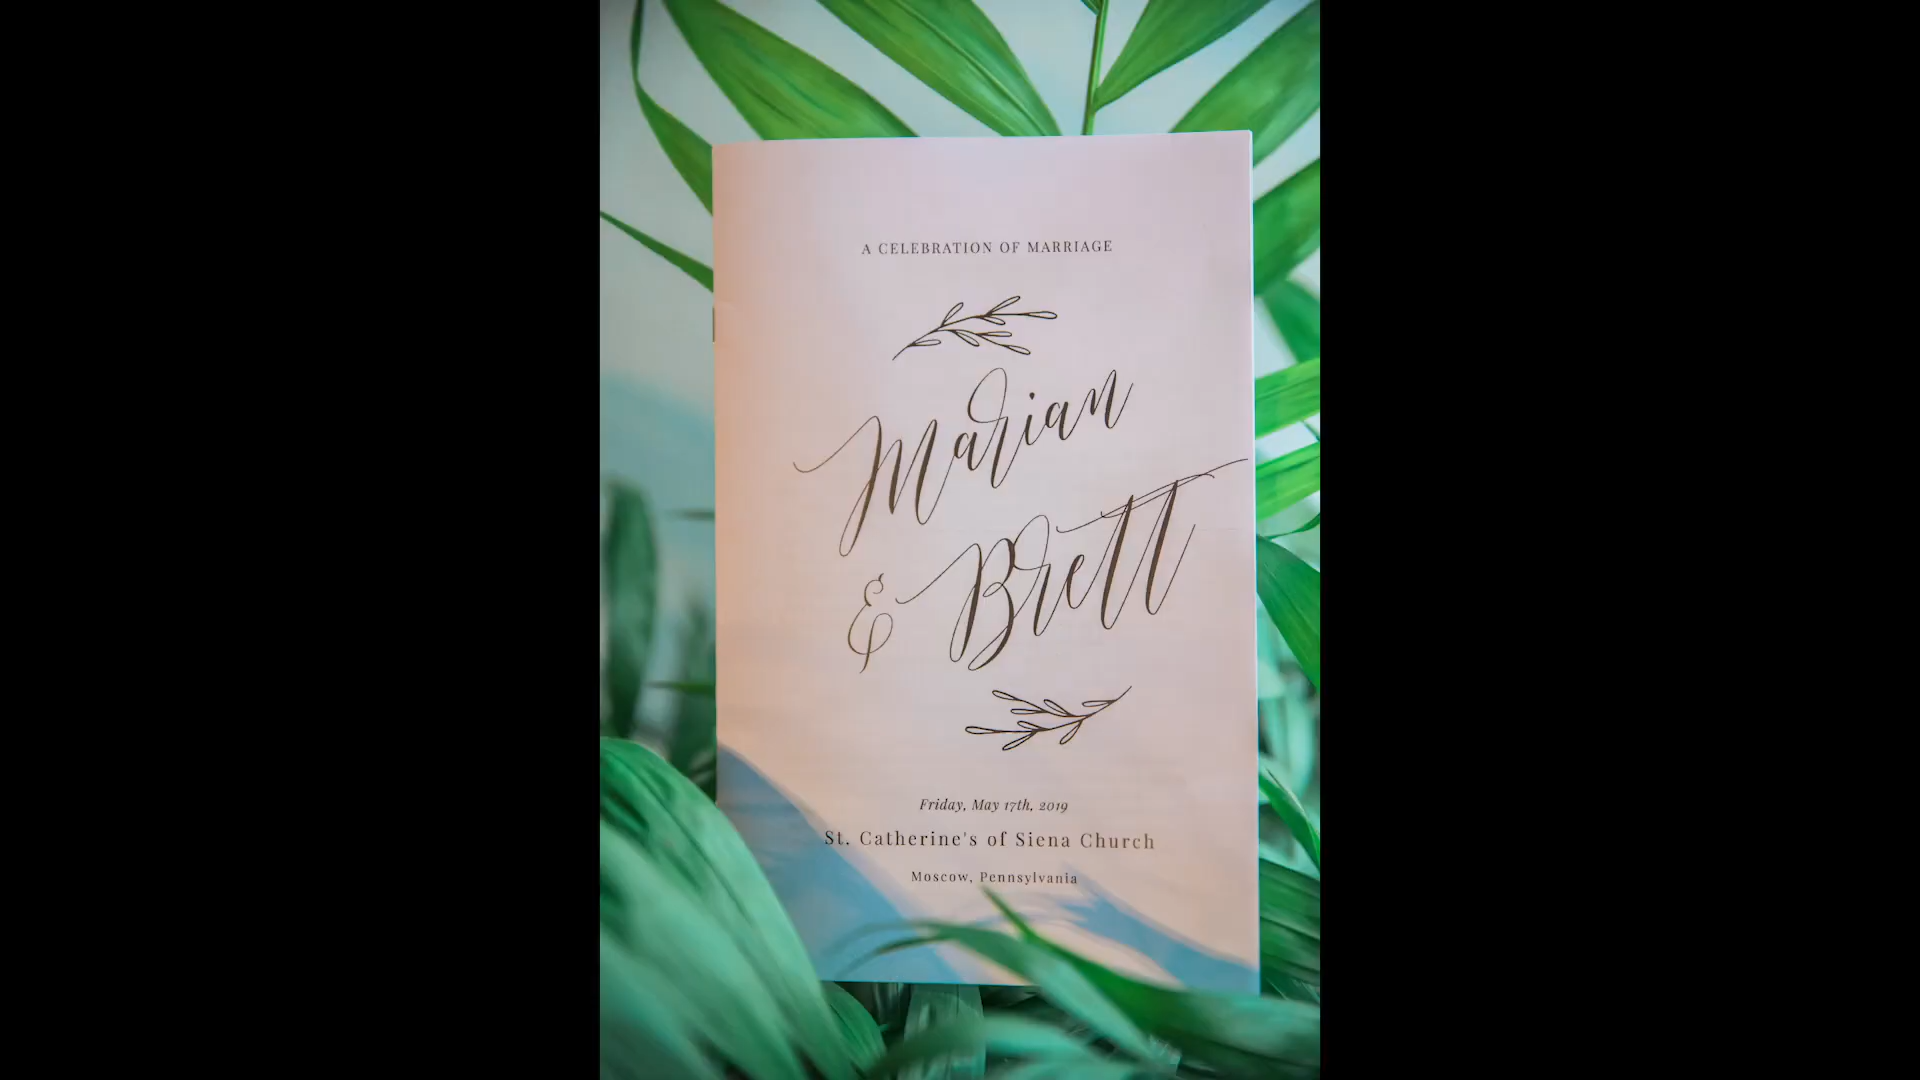 A CELEBRATION OF MARRIAGE
Marian
& Brett
Friday, May 17th, 2019
St. Catherine's of Siena Church
Moscow, Pennsylvania